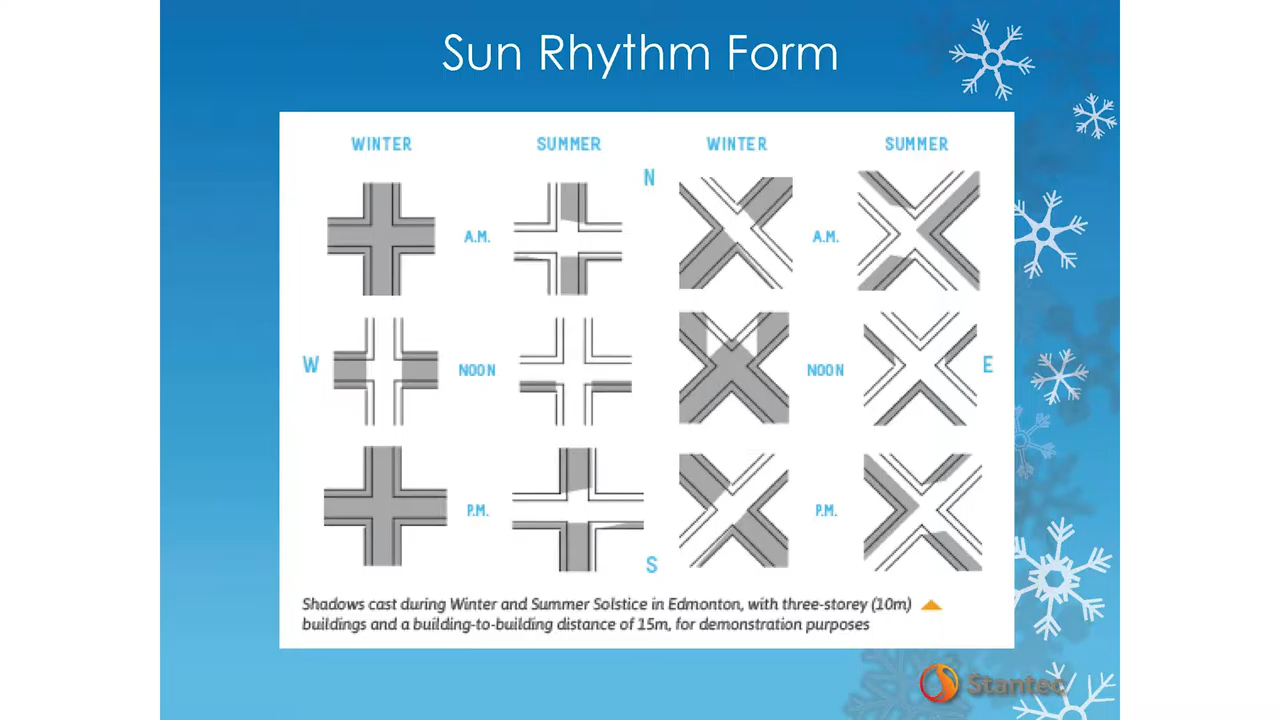 Sun Rhythm Form
WINTER SUMMER WINTER SUMMER
N
A.M. A.M.
W NOON NOON E
P.M. P.M.
S
Shadows cast during Winter and Summer Solstice in Edmonton, with three-storey (10m)
buildings and a building-to-building distance of 15m, for demonstration purposes
Stantec